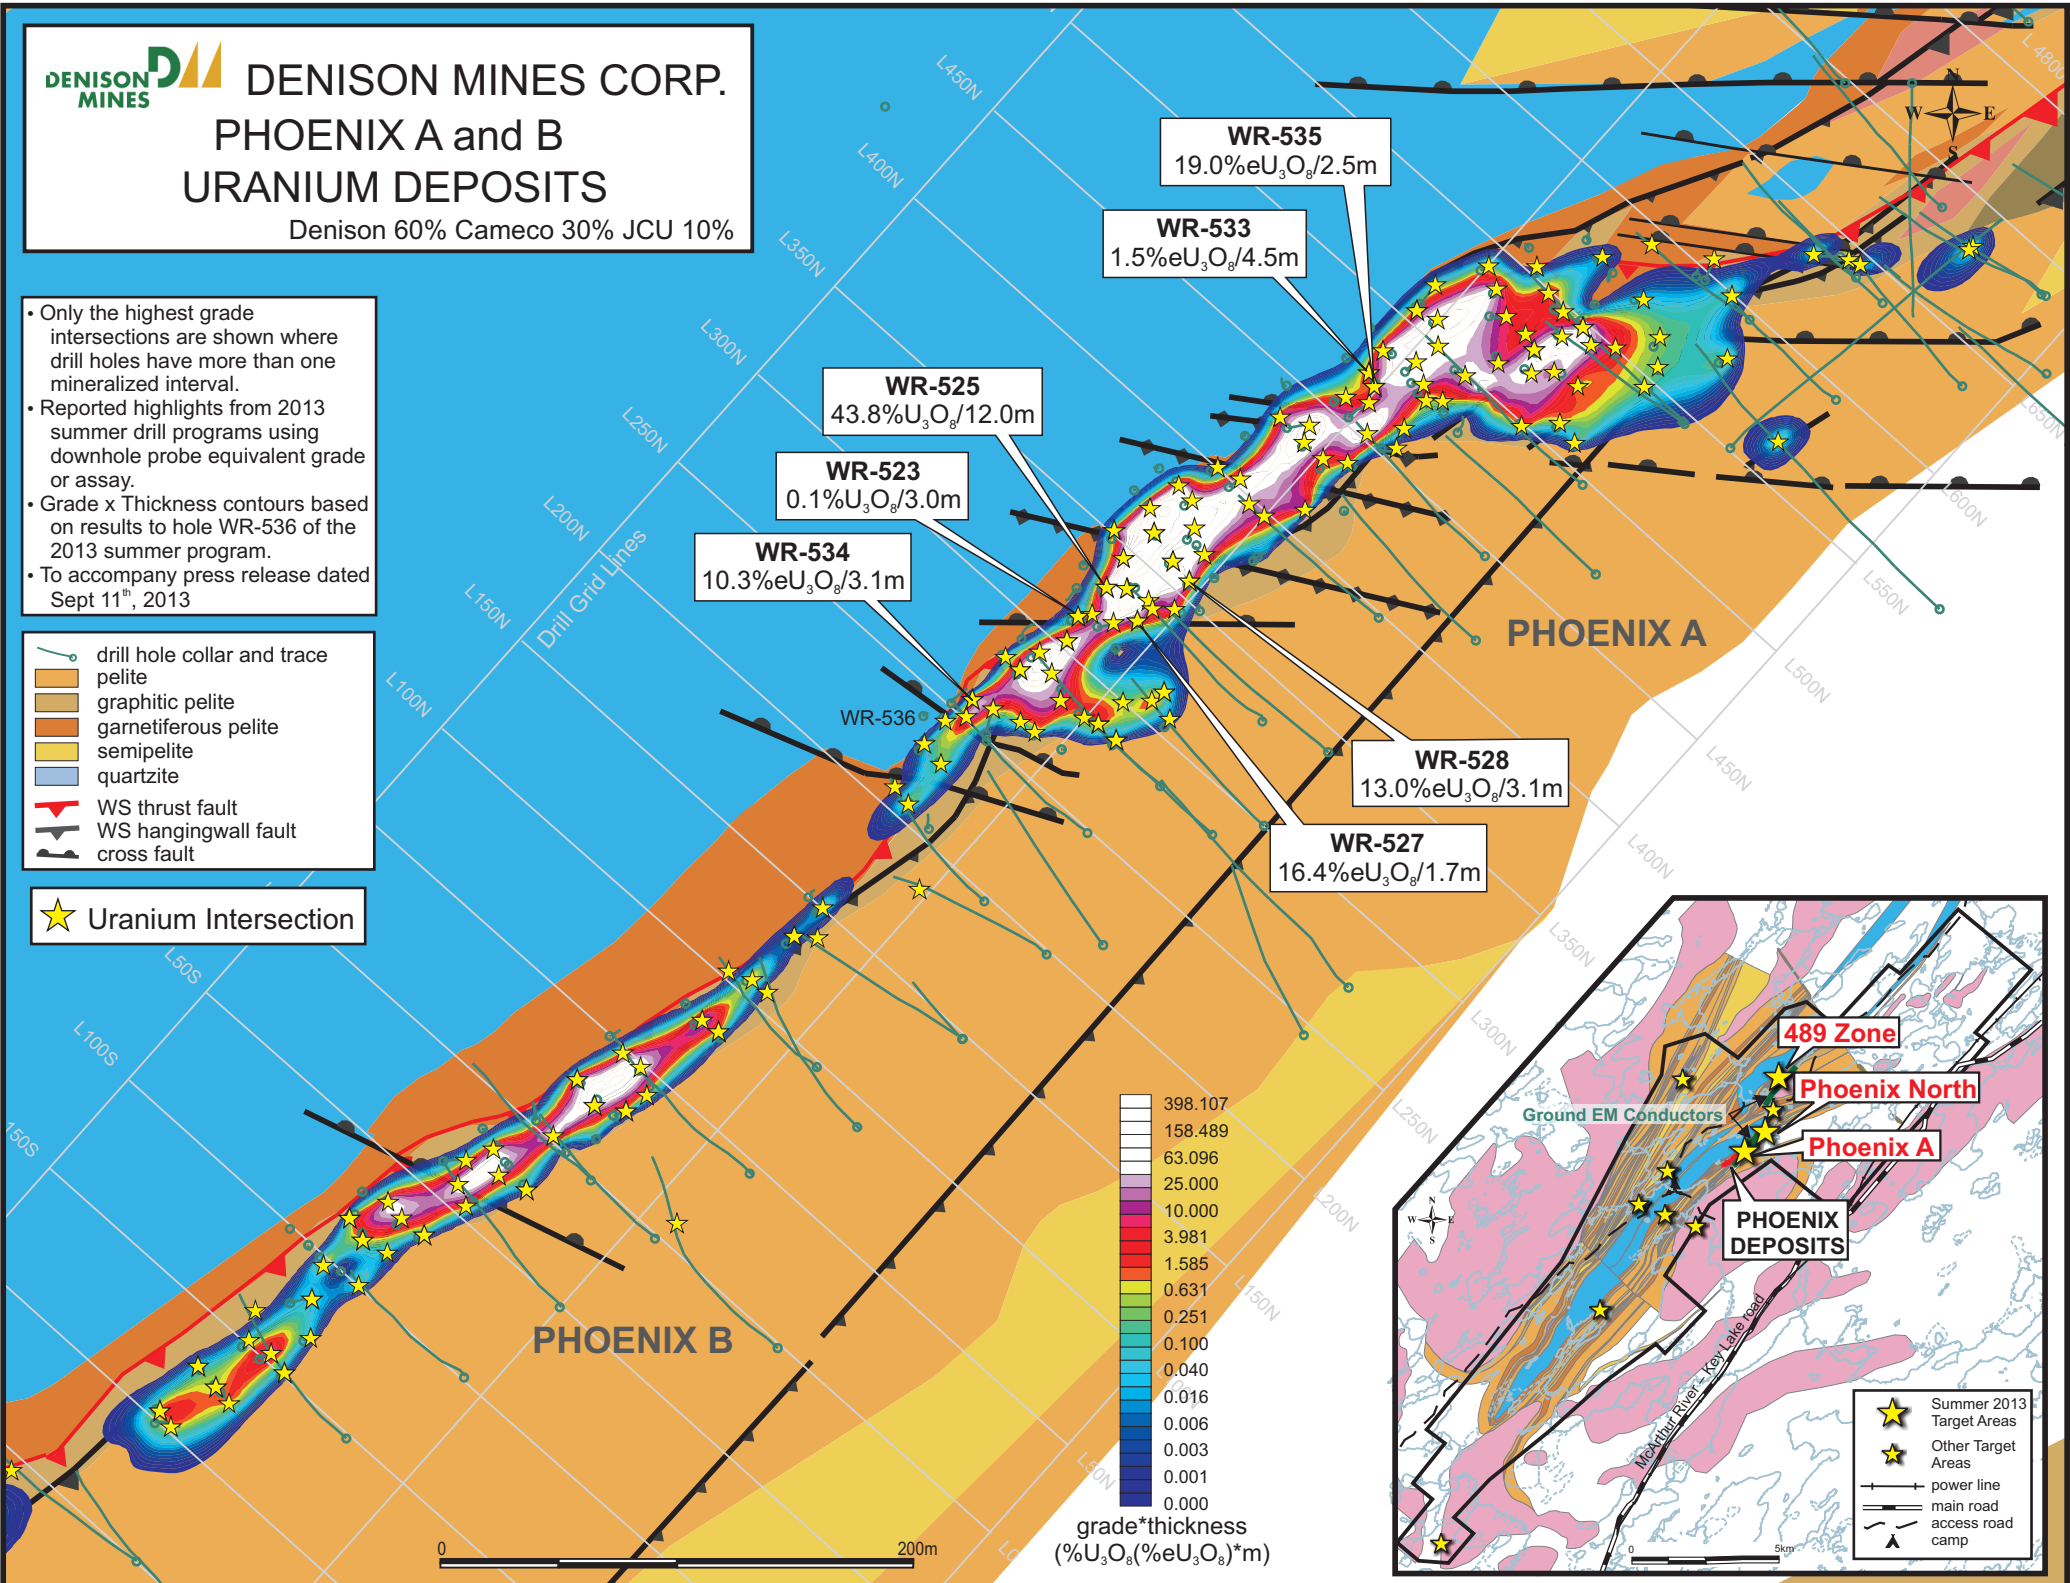 DENISON
MINES
DENISON MINES CORP.
PHOENIX A and B
URANIUM DEPOSITS
Denison 60% Cameco 30% JCU 10%
• Only the highest grade
intersections are shown where
drill holes have more than one
mineralized interval.
• Reported highlights from 2013
summer drill programs using
downhole probe equivalent grade
or assay.
• Grade x Thickness contours based
on results to hole WR-536 of the
2013 summer program.
• To accompany press release dated
Sept 11th, 2013
drill hole collar and trace
pelite
graphitic pelite
garnetiferous pelite
semipelite
quartzite
WS thrust fault
WS hangingwall fault
cross fault
Uranium Intersection
WR-535
19.0%eU3O8/2.5m
WR-533
1.5%eU3O8/4.5m
WR-525
43.8%U3O8/12.0m
WR-523
0.1%U3O8/3.0m
WR-534
10.3%eU3O8/3.1m
WR-536
WR-528
13.0%eU3O8/3.1m
WR-527
16.4%eU3O8/1.7m
PHOENIX A
PHOENIX B
Drill Grid Lines
L450N
L400N
L350N
L300N
L250N
L200N
L150N
L100N
L50S
L100S
150S
L 4800
L650N
L600N
L550N
L500N
L450N
L400N
L350N
L300N
L250N
L200N
L150N
L50N
N
W E
S
398.107
158.489
63.096
25.000
10.000
3.981
1.585
0.631
0.251
0.100
0.040
0.016
0.006
0.003
0.001
0.000
grade*thickness
(%U3O8(%eU3O8)*m)
0 200m
489 Zone
Phoenix North
Ground EM Conductors
Phoenix A
PHOENIX
DEPOSITS
N
W E
S
McArthur River - Key Lake road
0 5km
Summer 2013
Target Areas
Other Target
Areas
power line
main road
access road
camp